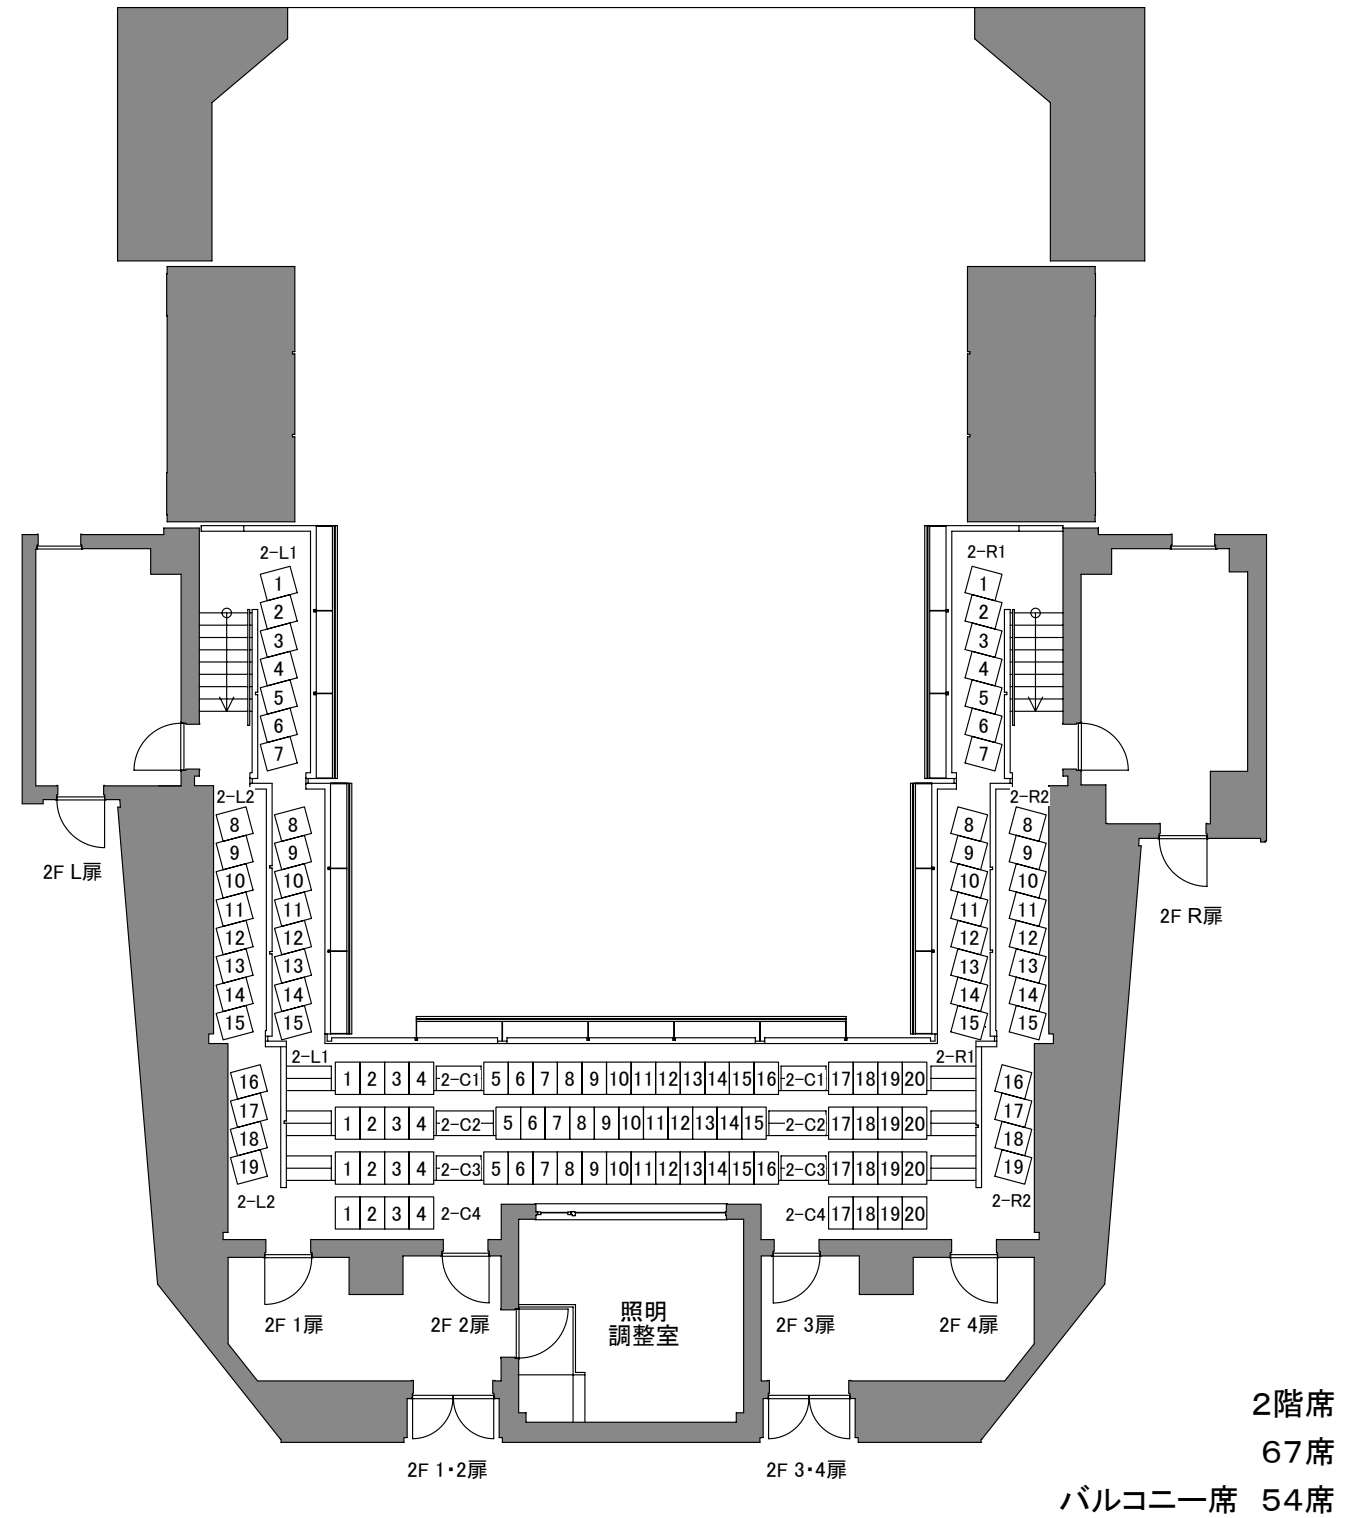 2-L1
2-R1
1
1
2
2
3
3
4
4
5
5
6
6
7
7
2-L2
2-R2
8 8 8 8
9 9 9 9
10 10 10 10
11 11 11 11
12 12 12 12
13 13 13 13
14 14 14 14
15 15 15 15
2F L扉
2F R扉
2-L1
2-R1
16 1 2 3 4 2-C1 5 6 7 8 9 10 11 12 13 14 15 16 2-C1 17 18 19 20 16
17 1 2 3 4 2-C2 5 6 7 8 9 10 11 12 13 14 15 2-C2 17 18 19 20 17
18 18
19 1 2 3 4 2-C3 5 6 7 8 9 10 11 12 13 14 15 16 2-C3 17 18 19 20 19
2-L2
2-R2
1 2 3 4 2-C4
2-C4 17 18 19 20
2F 1扉
2F 2扉
照明
調整室
2F 3扉
2F 4扉
2F 1・2扉
2F 3・4扉
2階席
67席
バルコニー席 54席